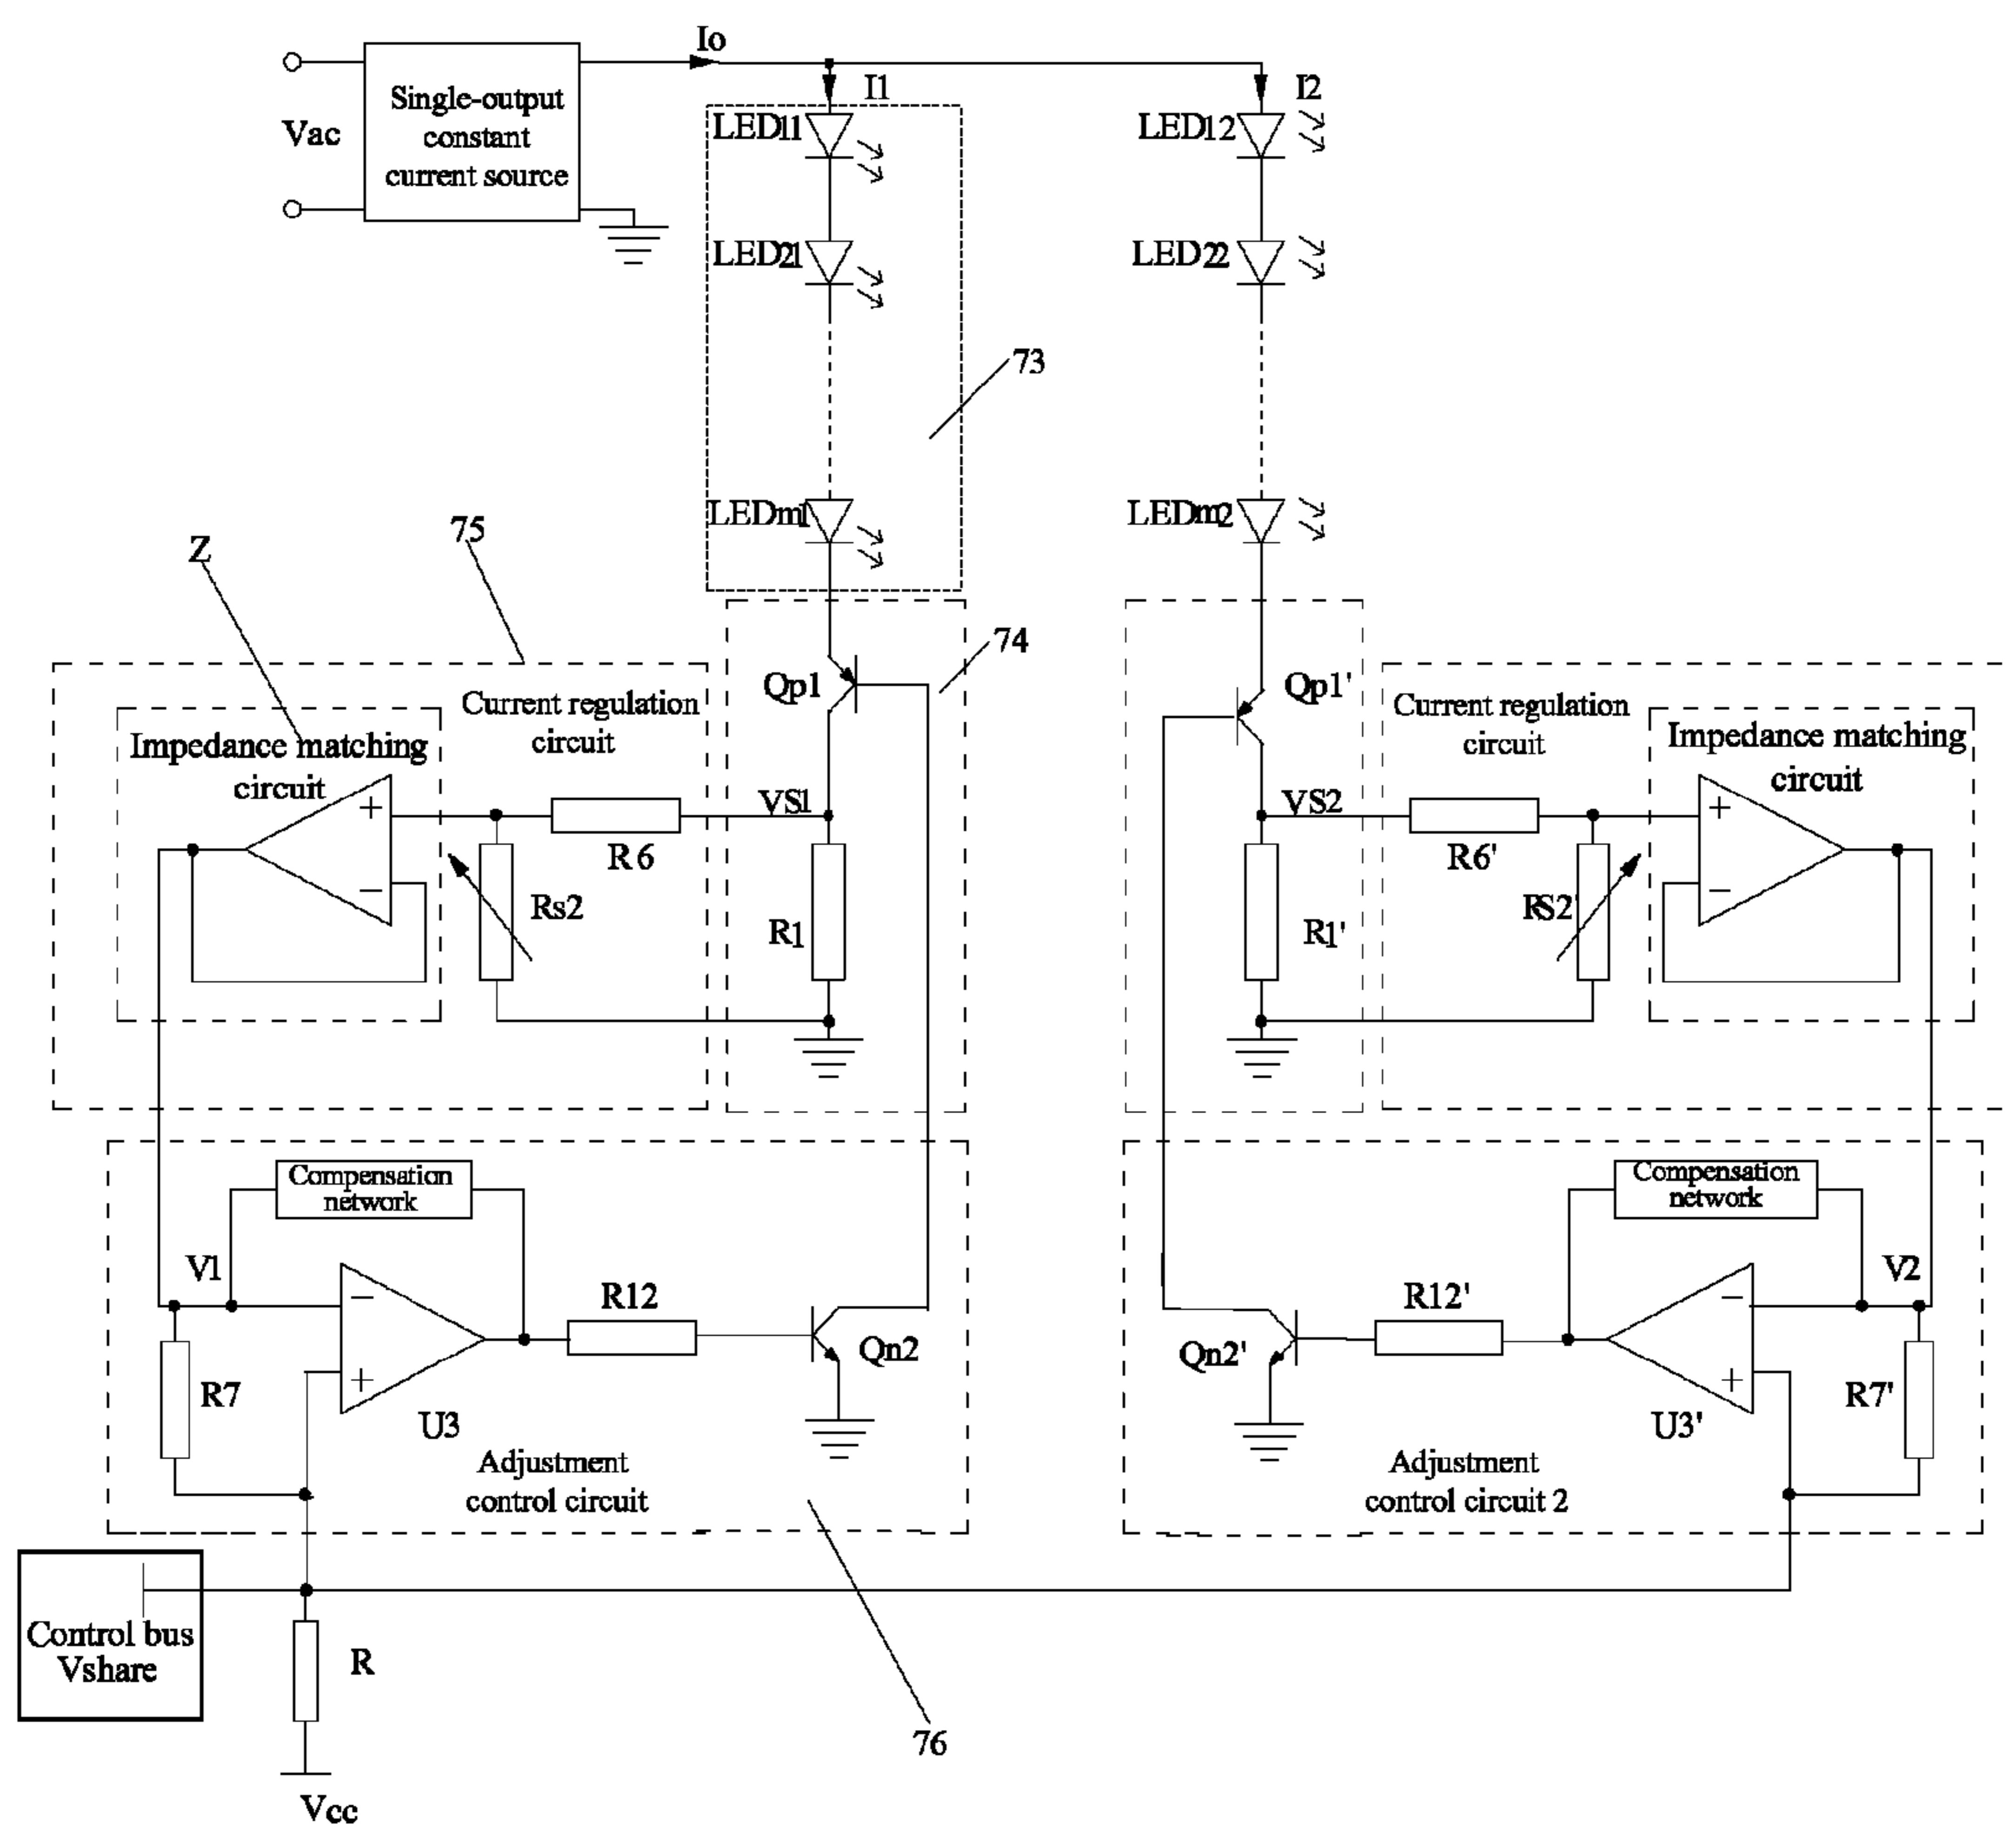 Io
I1
I2
Vac
Single-output
constant
current source
LED11
LED12
LED21
LED22
73
LEDm1
LEDm2
75
Z
74
Qp1
Qp1'
Current regulation
circuit
Current regulation
circuit
Impedance matching
circuit
Impedance matching
circuit
+
VS1
VS2
+
R6
R6'
−
Rs2
R1
R1'
RS2'
−
Compensation
network
Compensation
network
V1
V2
−
R12
R12'
−
Qn2
Qn2'
+
R7
U3
+
U3'
R7'
Adjustment
control circuit
Adjustment
control circuit 2
Control bus
Vshare
R
76
Vcc